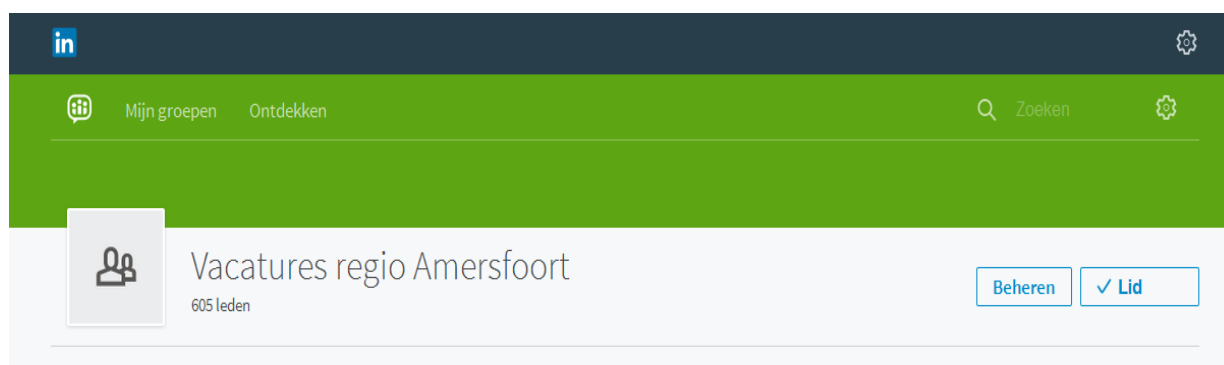 in
Mijn groepen Ontdekken Zoeken
Vacatures regio Amersfoort
605 leden
Beheren ✓ Lid